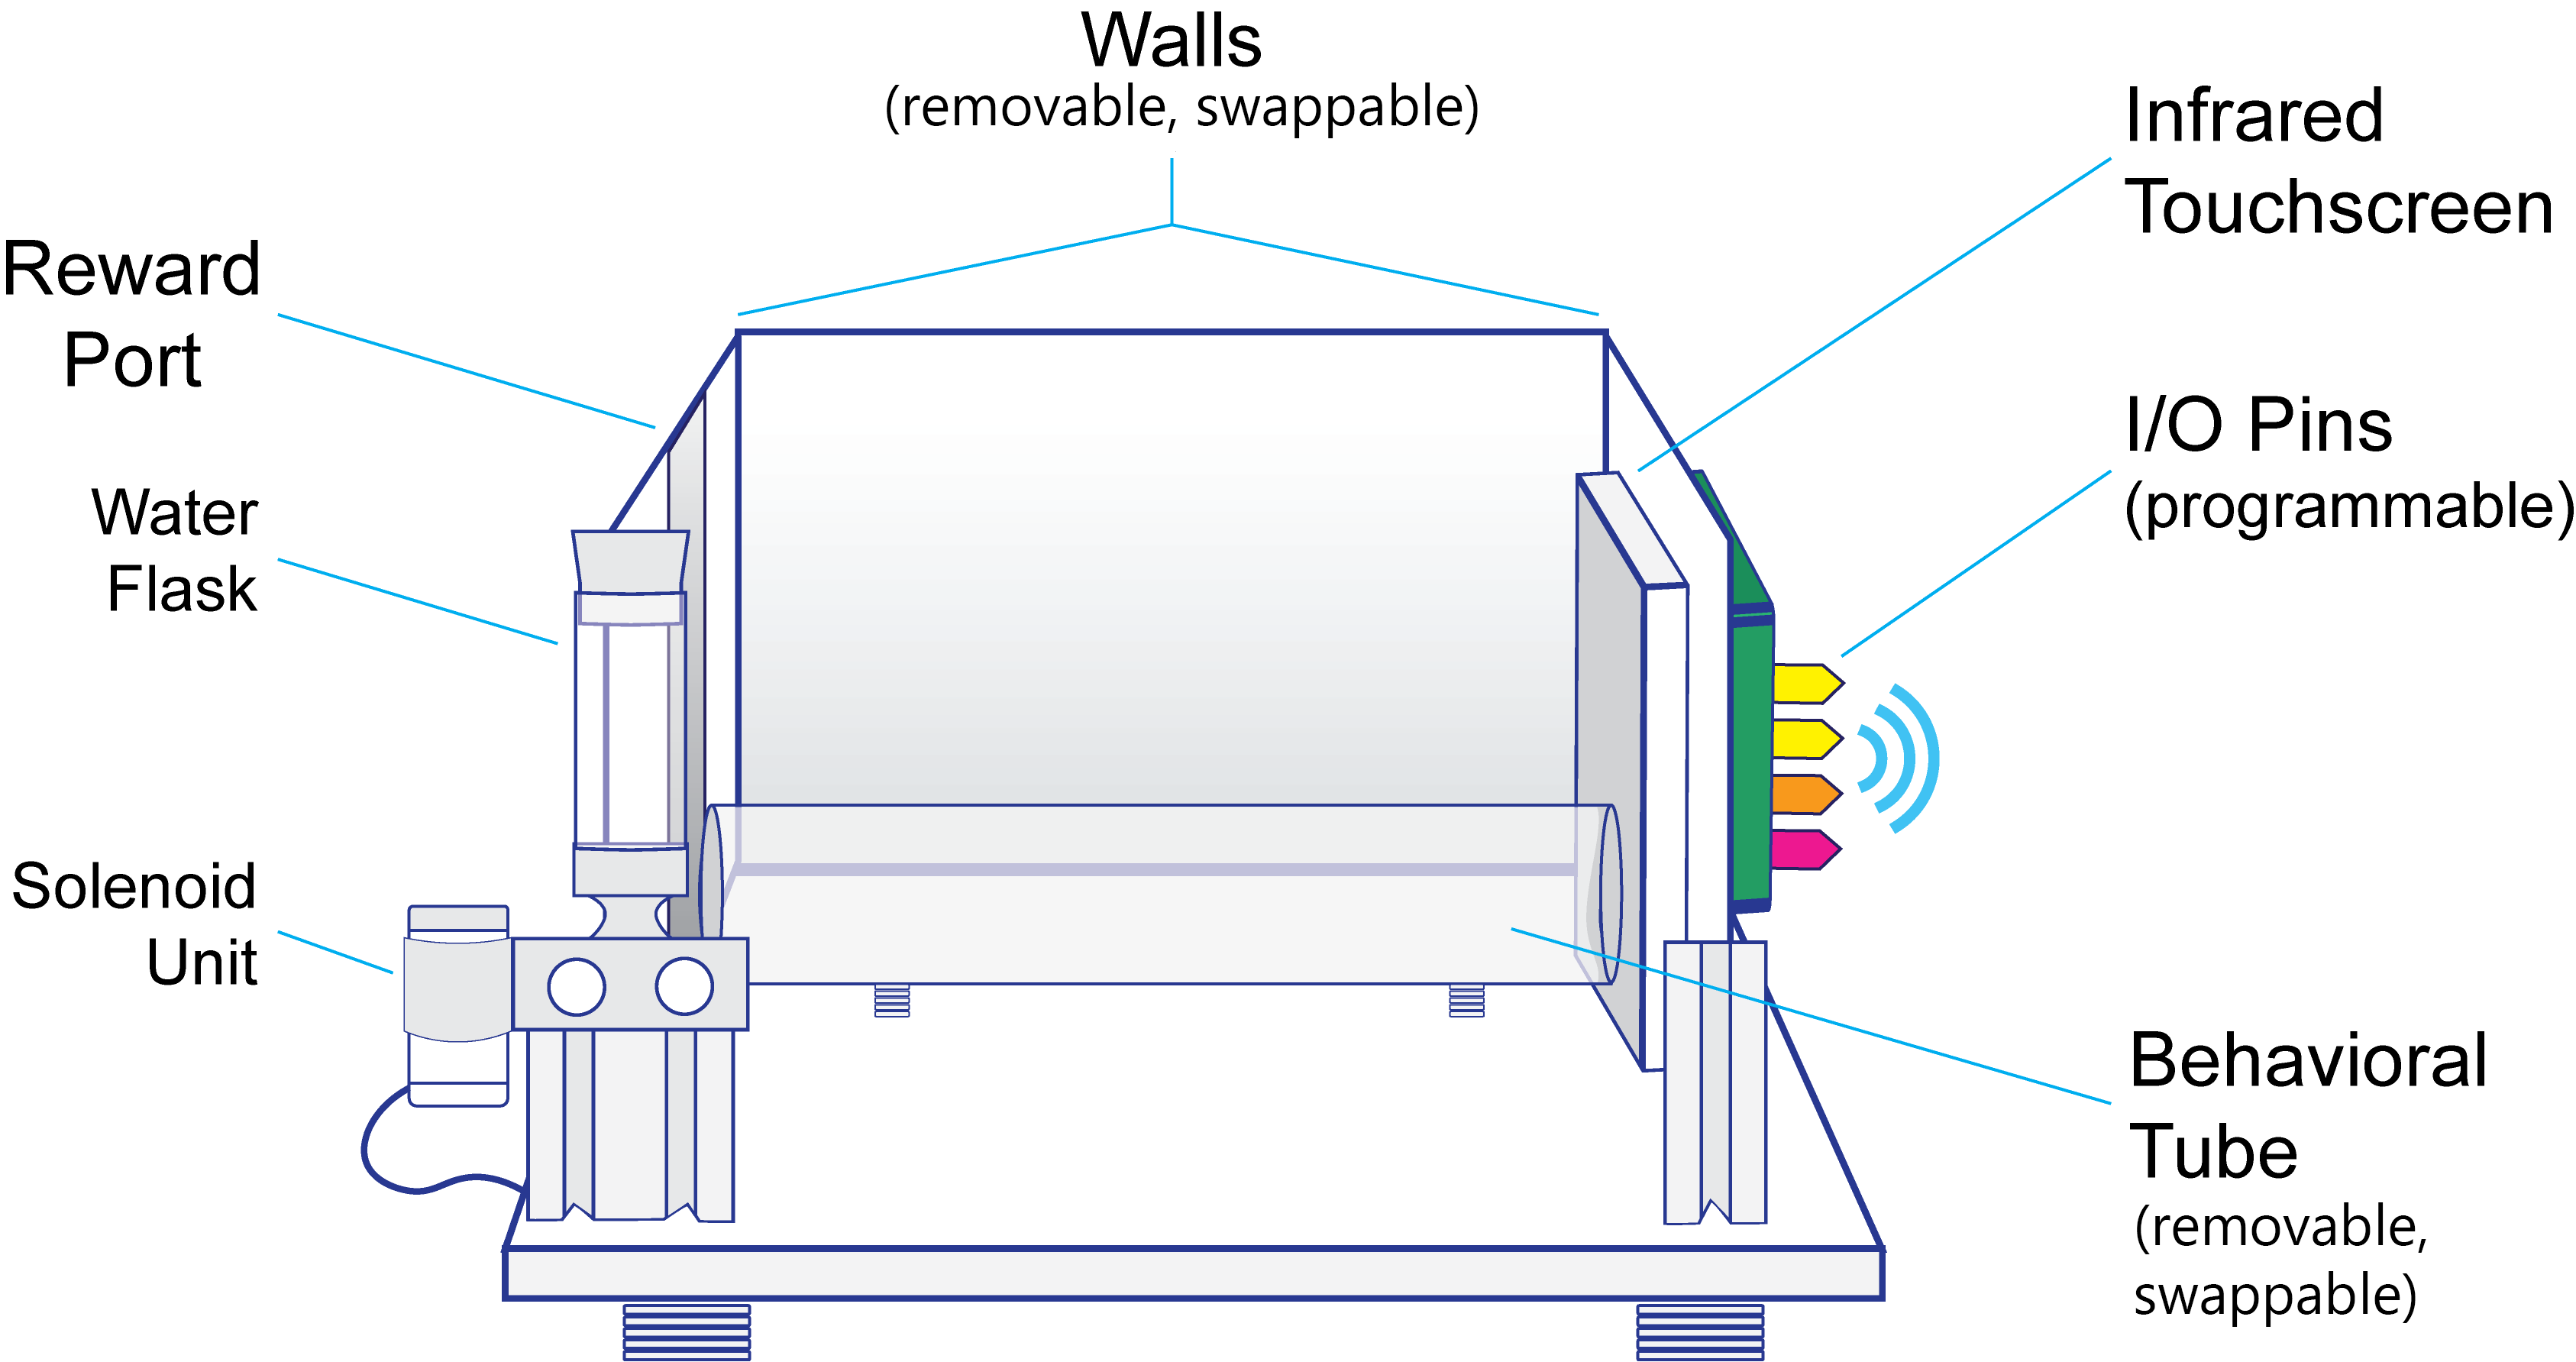 Walls
(removable, swappable)
Infrared
Touchscreen
Reward
Port
I/O Pins
(programmable)
Water
Flask
Solenoid
Unit
Behavioral
Tube
(removable,
swappable)